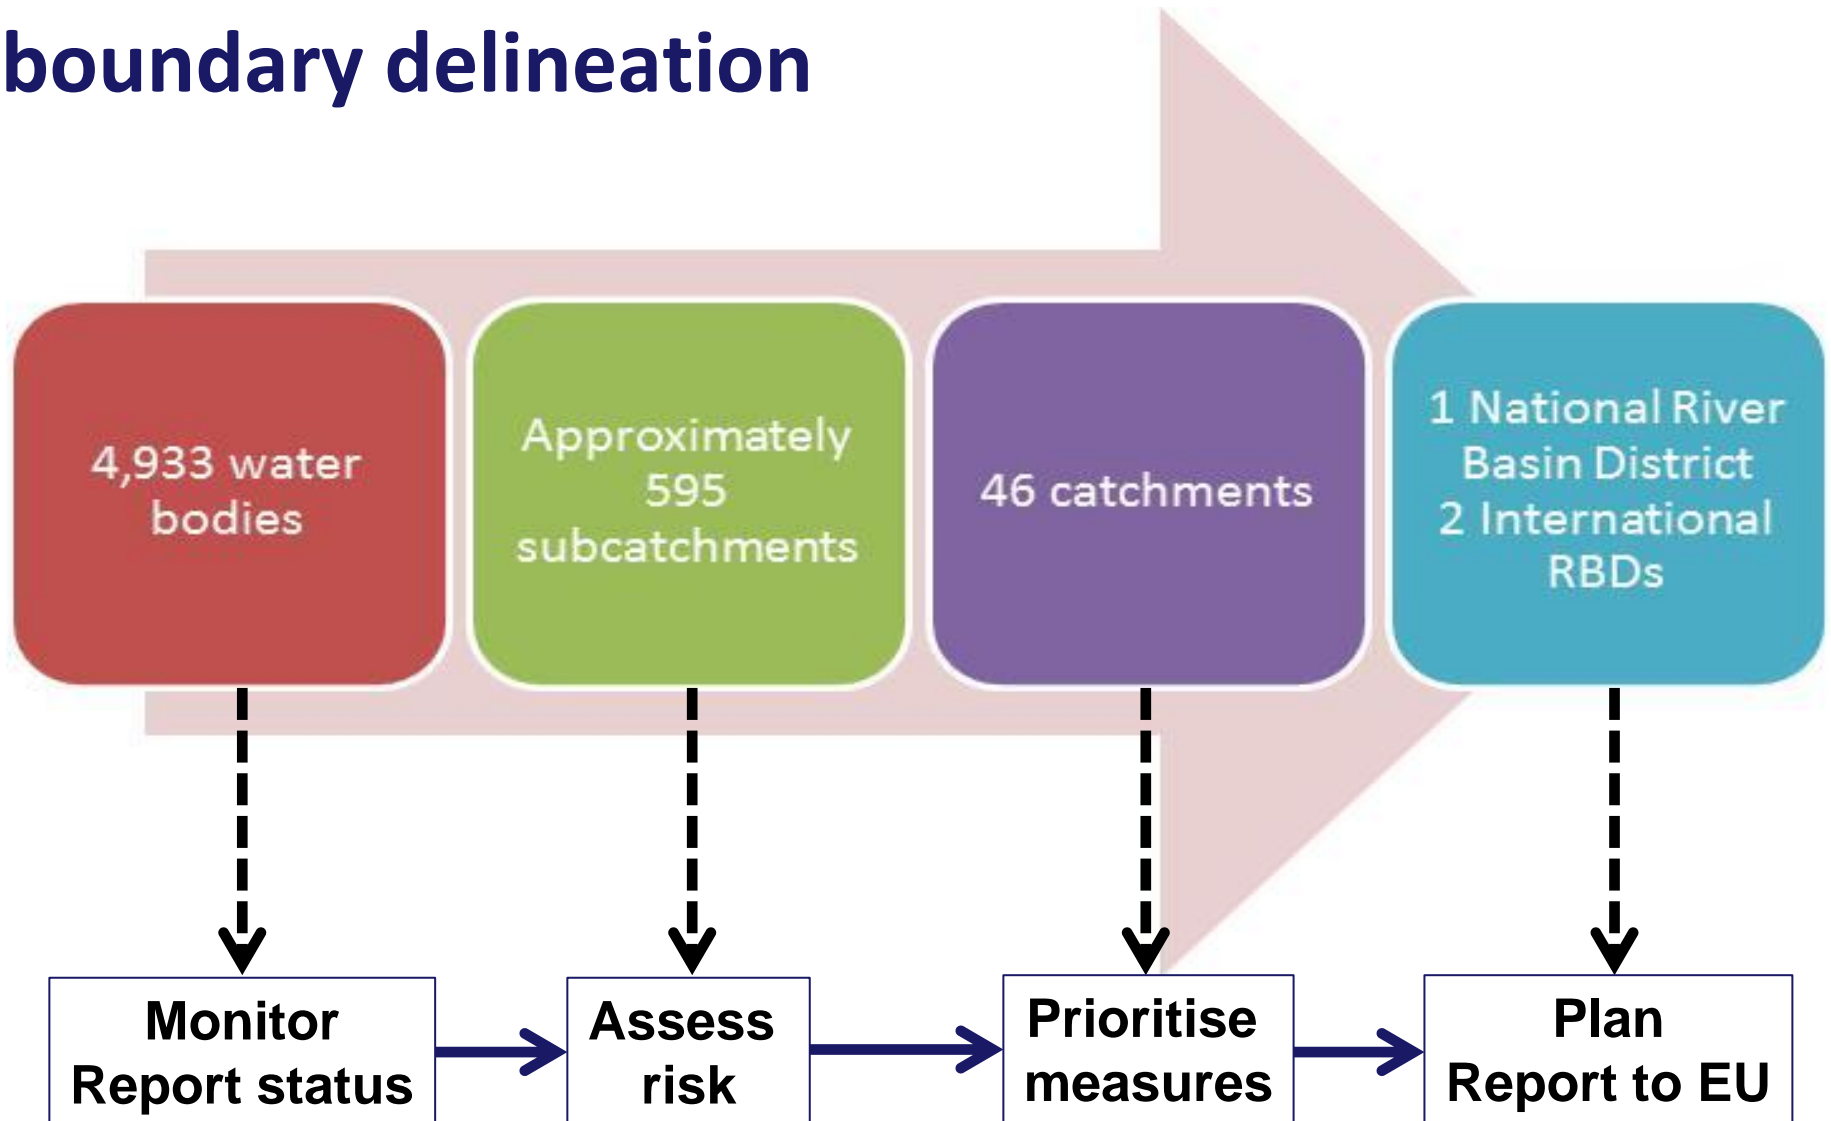 boundary delineation
4,933 water
bodies
Approximately
595
subcatchments
46 catchments
1 National River
Basin District
2 International
RBDs
Monitor
Report status
Assess
risk
Prioritise
measures
Plan
Report to EU